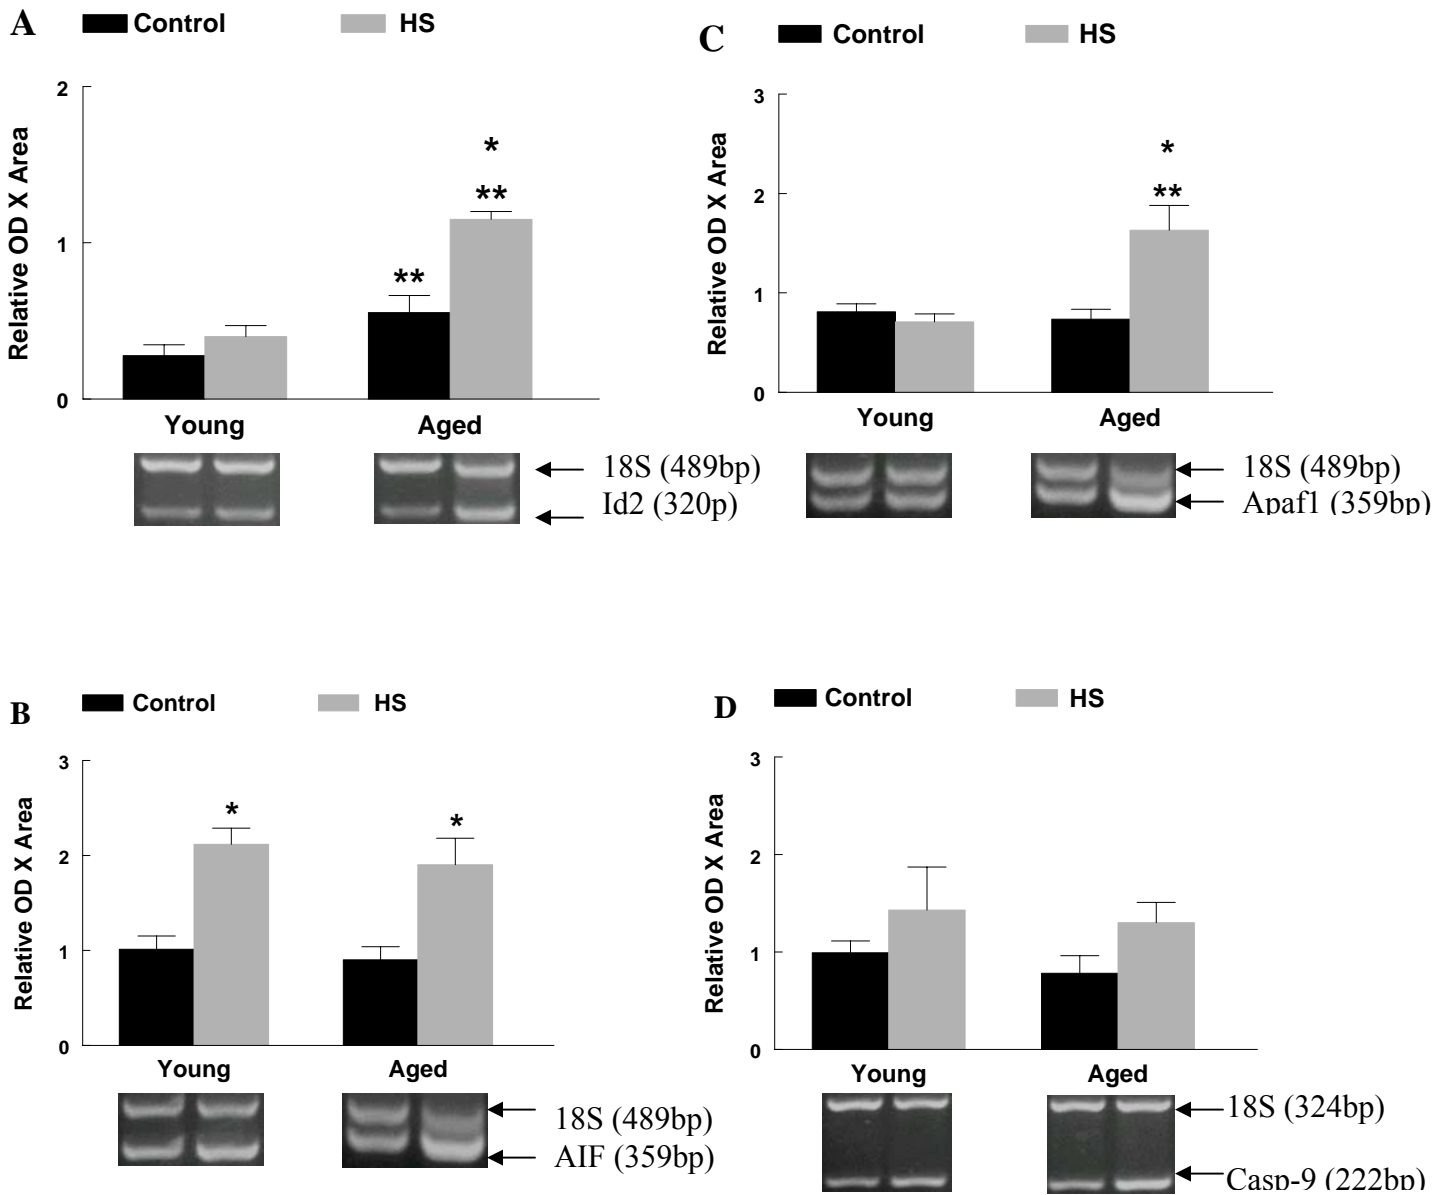 A
Control HS
Relative OD X Area
2
1
0
*
**
**
Young Aged
18S (489bp)
Id2 (320p)
C
Control HS
Relative OD X Area
3
2
1
0
*
**
Young Aged
18S (489bp)
Apaf1 (359bp)
B
Control HS
Relative OD X Area
3
2
1
0
*
*
Young Aged
18S (489bp)
AIF (359bp)
D
Control HS
Relative OD X Area
3
2
1
0
Young Aged
18S (324bp)
Casp-9 (222bp)